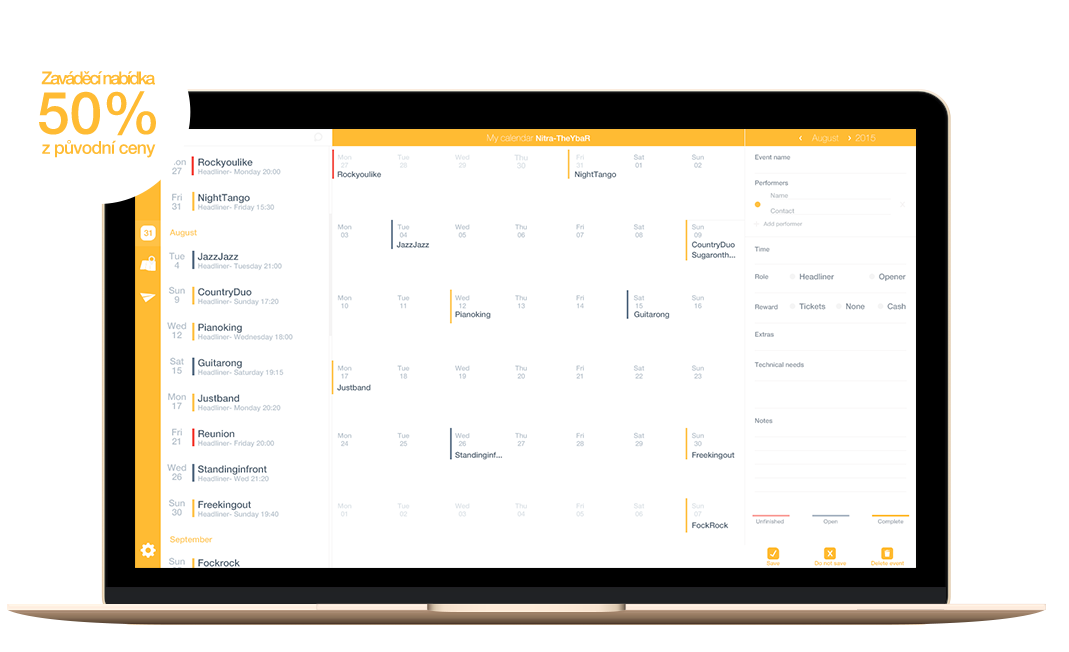 Zaváděcí nabídka
50%
z původní ceny
My calendar Nitra-TheYbaR
‹ August › 2015
31
on
27
Rockyoulike
Headliner- Monday 20:00
Fri
31
NightTango
Headliner- Friday 15:30
August
Tue
4
JazzJazz
Headliner- Tuesday 21:00
Sun
9
CountryDuo
Headliner- Sunday 17:20
Wed
12
Pianoking
Headliner- Wednesday 18:00
Sat
15
Guitarong
Headliner- Saturday 19:15
Mon
17
Justband
Headliner- Monday 20:20
Fri
21
Reunion
Headliner- Friday 20:00
Wed
26
Standinginfront
Headliner- Wed 21:20
Sun
30
Freekingout
Headliner- Sunday 19:40
September
Sun
Fockrock
Mon Tue Wed Thu Fri Sat Sun
27 28 29 30 31 01 02
Rockyoulike NightTango
Mon Tue Wed Thu Fri Sat Sun
03 04 05 06 07 08 09
JazzJazz CountryDuo
Sugaronth...
Mon Tue Wed Thu Fri Sat Sun
10 11 12 13 14 15 16
Pianoking Guitarong
Mon Tue Wed Thu Fri Sat Sun
17 18 19 20 21 22 23
Justband
Mon Tue Wed Thu Fri Sat Sun
24 25 26 27 28 29 30
Standinginf... Freekingout
Mon Tue Wed Thu Fri Sat Sun
01 02 03 04 05 06 07
FockRock
Event name
Performers
Name
Contact
Add performer
Time
Role Headliner Opener
Reward Tickets None Cash
Extras
Technical needs
Notes
Unfinished Open Complete
Save Do not save Delete event